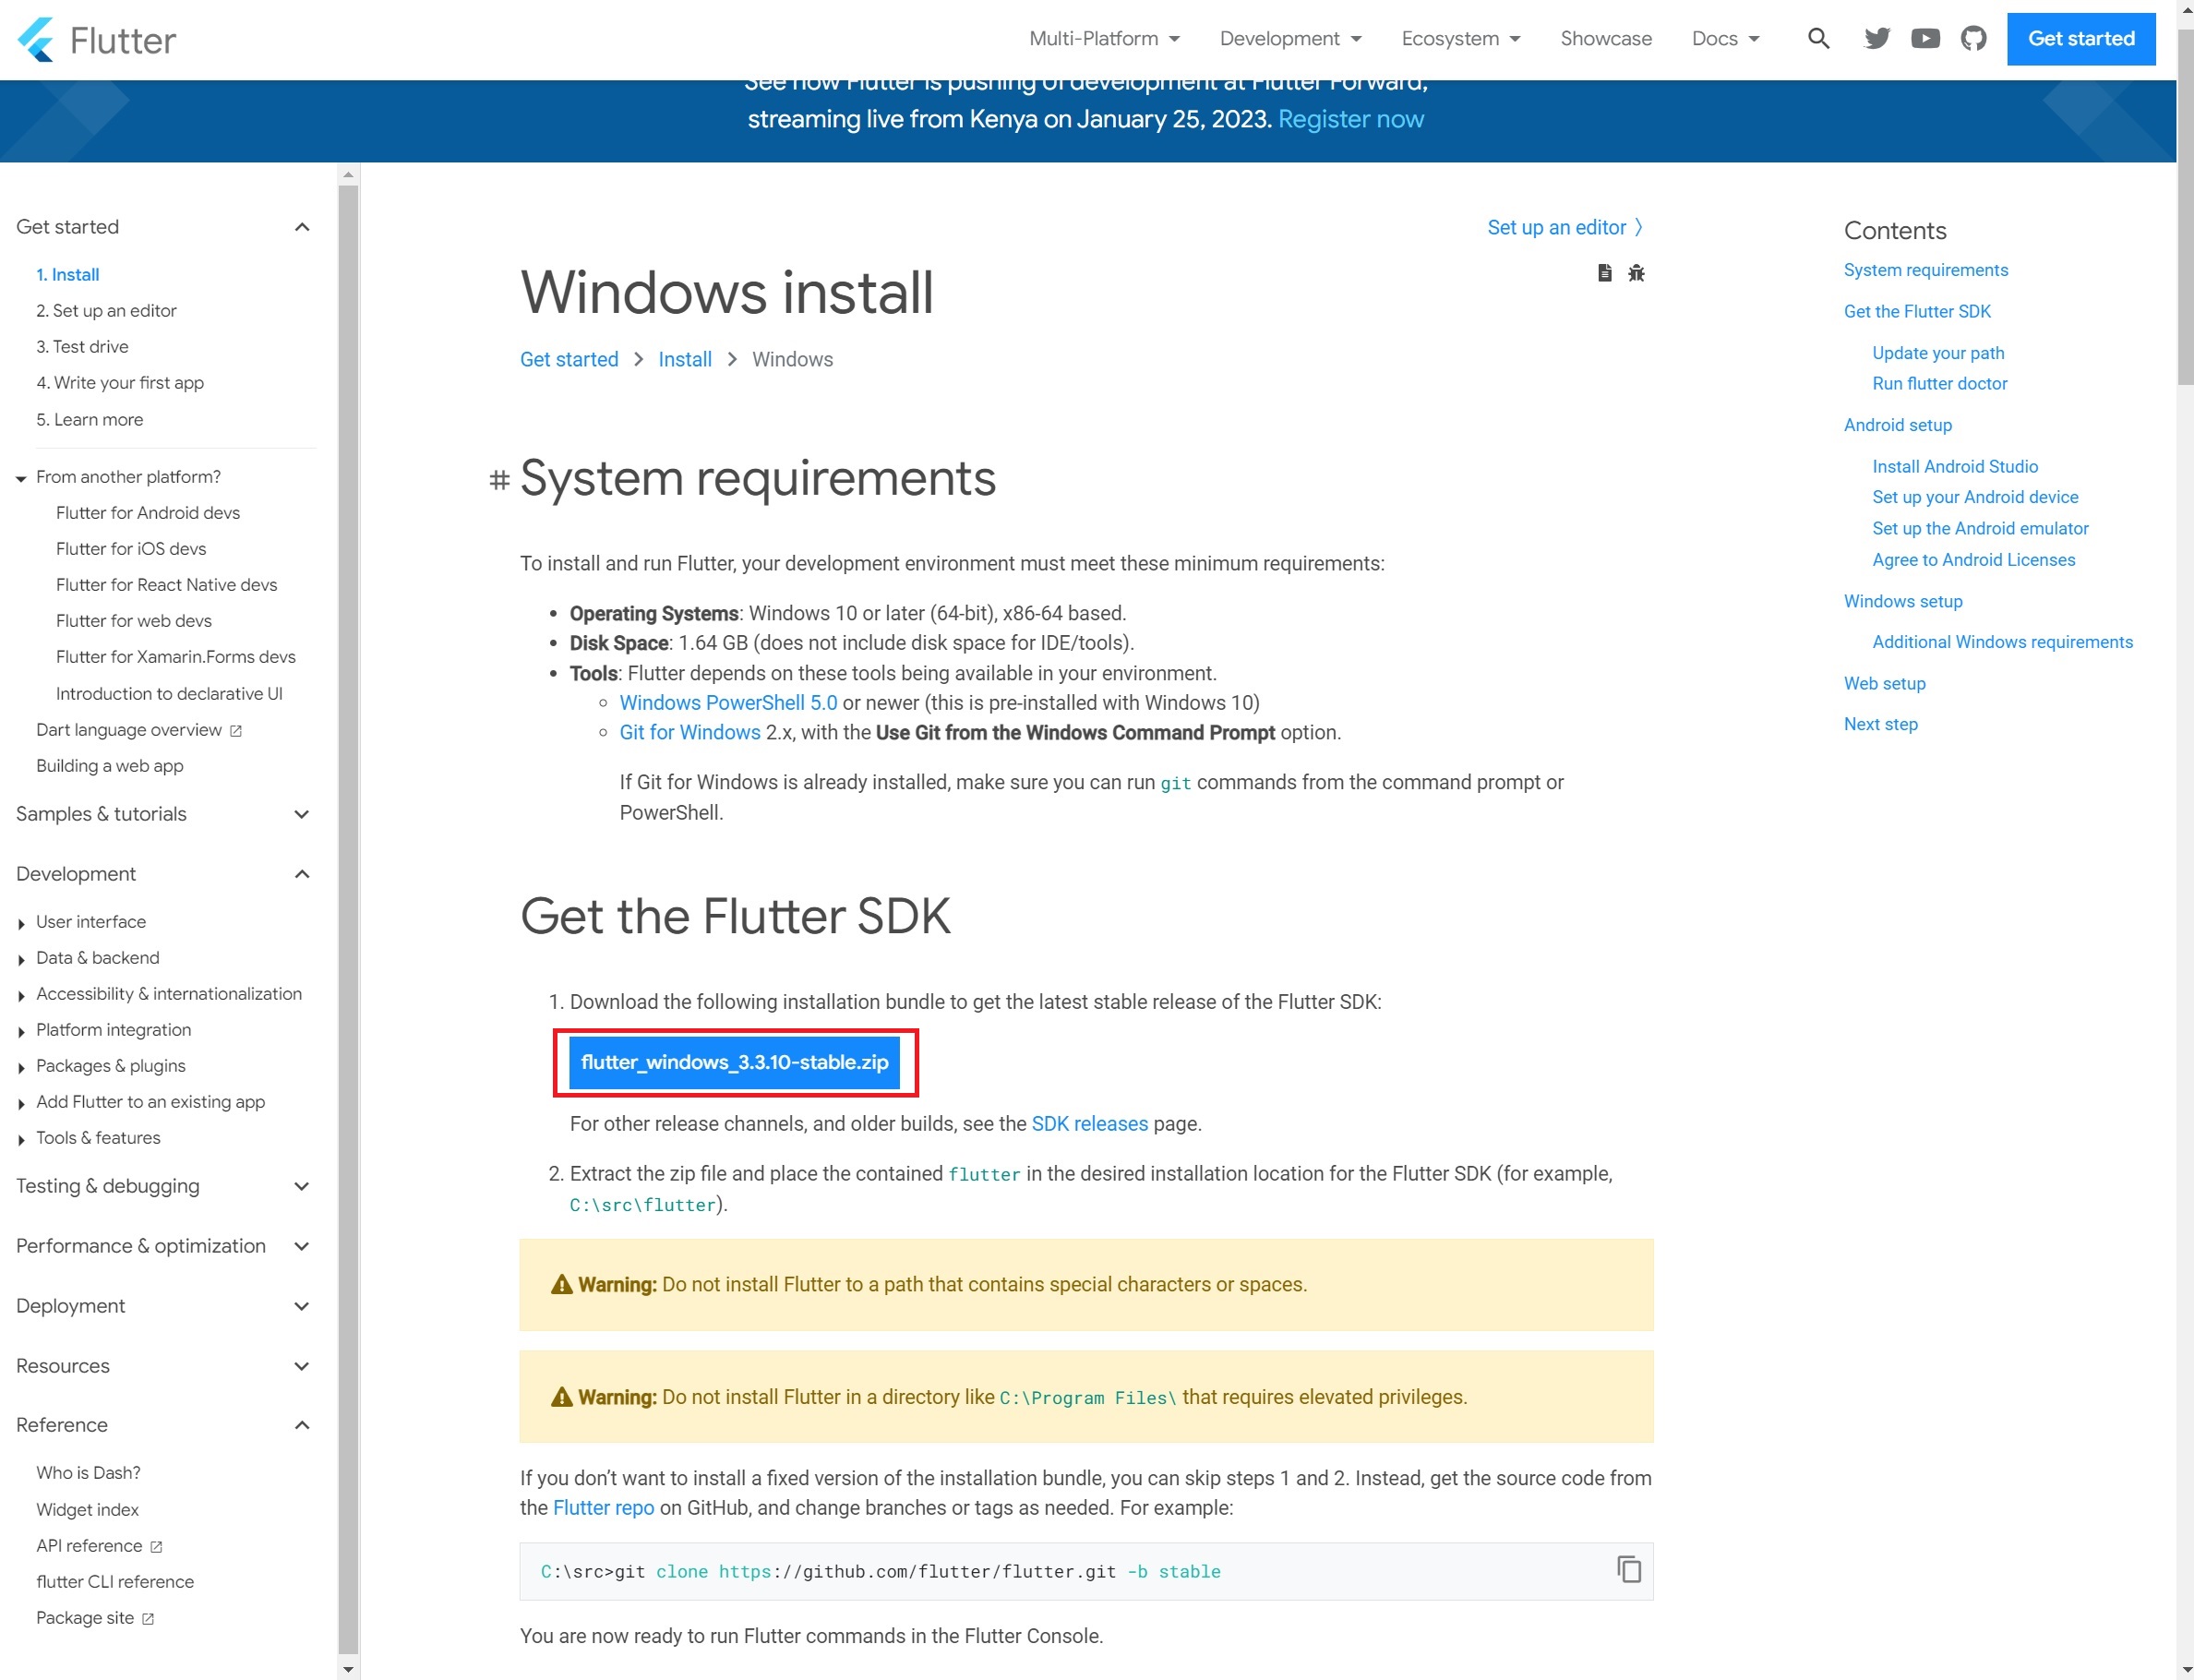 Flutter
Multi-Platform
Development
Ecosystem
Showcase
Docs
Get started
See how Flutter is pushing UI development at Flutter Forward,
streaming live from Kenya on January 25, 2023. Register now
Get started
1. Install
2. Set up an editor
3. Test drive
4. Write your first app
5. Learn more
From another platform?
Flutter for Android devs
Flutter for iOS devs
Flutter for React Native devs
Flutter for web devs
Flutter for Xamarin.Forms devs
Introduction to declarative UI
Dart language overview
Building a web app
Samples & tutorials
Development
User interface
Data & backend
Accessibility & internationalization
Platform integration
Packages & plugins
Add Flutter to an existing app
Tools & features
Testing & debugging
Performance & optimization
Deployment
Resources
Reference
Who is Dash?
Widget index
API reference
flutter CLI reference
Package site
Set up an editor 〉
Windows install
Get started > Install > Windows
# System requirements
To install and run Flutter, your development environment must meet these minimum requirements:
• Operating Systems: Windows 10 or later (64-bit), x86-64 based.
• Disk Space: 1.64 GB (does not include disk space for IDE/tools).
• Tools: Flutter depends on these tools being available in your environment.
◦ Windows PowerShell 5.0 or newer (this is pre-installed with Windows 10)
◦ Git for Windows 2.x, with the Use Git from the Windows Command Prompt option.
If Git for Windows is already installed, make sure you can run git commands from the command prompt or
PowerShell.
Get the Flutter SDK
1. Download the following installation bundle to get the latest stable release of the Flutter SDK:
flutter_windows_3.3.10-stable.zip
For other release channels, and older builds, see the SDK releases page.
2. Extract the zip file and place the contained flutter in the desired installation location for the Flutter SDK (for example,
C:\src\flutter).
Warning: Do not install Flutter to a path that contains special characters or spaces.
Warning: Do not install Flutter in a directory like C:\Program Files\ that requires elevated privileges.
If you don’t want to install a fixed version of the installation bundle, you can skip steps 1 and 2. Instead, get the source code from
the Flutter repo on GitHub, and change branches or tags as needed. For example:
C:\src>git clone https://github.com/flutter/flutter.git -b stable
You are now ready to run Flutter commands in the Flutter Console.
Contents
System requirements
Get the Flutter SDK
Update your path
Run flutter doctor
Android setup
Install Android Studio
Set up your Android device
Set up the Android emulator
Agree to Android Licenses
Windows setup
Additional Windows requirements
Web setup
Next step